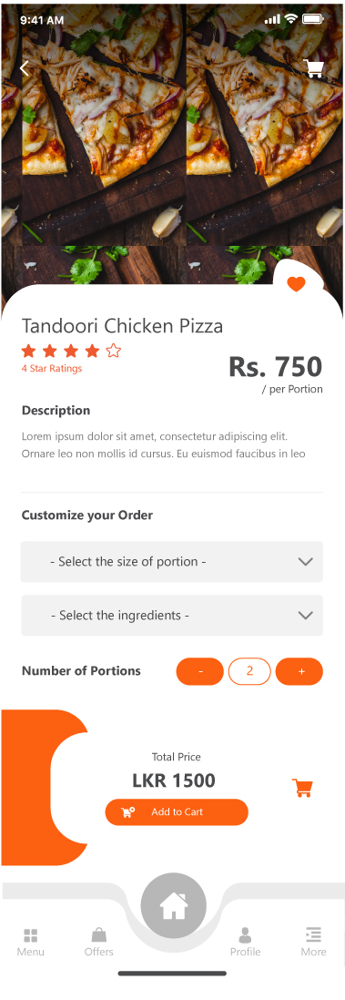 9:41 AM
Tandoori Chicken Pizza
4 Star Ratings
Rs. 750
/ per Portion
Description
Lorem ipsum dolor sit amet, consectetur adipiscing elit.
Ornare leo non mollis id cursus. Eu euismod faucibus in leo
Customize your Order
- Select the size of portion -
- Select the ingredients -
Number of Portions - 2 +
Total Price
LKR 1500
Add to Cart
Menu Offers Profile More